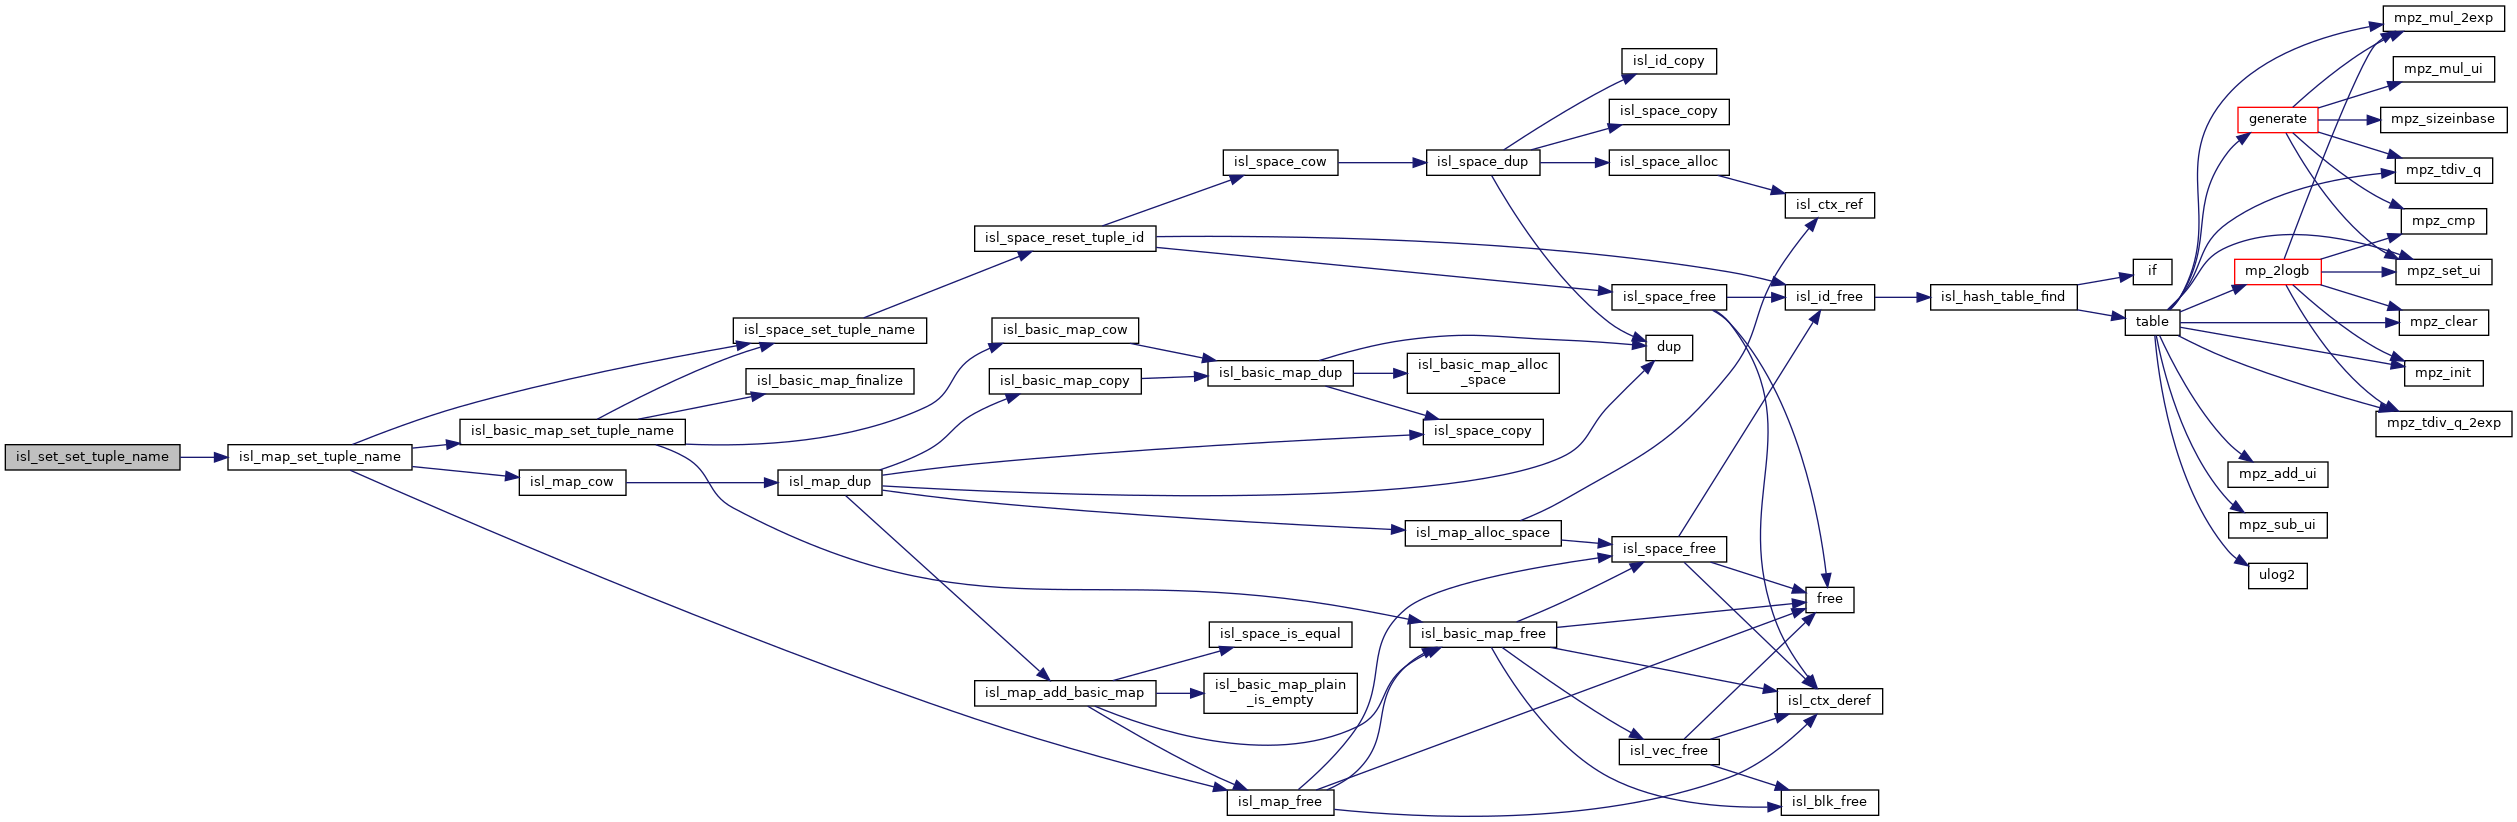 isl_set_set_tuple_name
isl_map_set_tuple_name
isl_basic_map_set_tuple_name
isl_map_cow
isl_space_set_tuple_name
isl_basic_map_finalize
isl_map_dup
isl_space_reset_tuple_id
isl_basic_map_cow
isl_basic_map_copy
isl_map_add_basic_map
isl_space_cow
isl_basic_map_dup
isl_space_is_equal
isl_basic_map_plain
_is_empty
isl_map_free
isl_space_dup
isl_basic_map_alloc
_space
isl_space_copy
isl_map_alloc_space
isl_basic_map_free
isl_id_copy
isl_space_copy
isl_space_alloc
isl_space_free
dup
isl_space_free
isl_vec_free
isl_ctx_ref
isl_id_free
free
isl_ctx_deref
isl_blk_free
isl_hash_table_find
if
table
generate
mp_2logb
mpz_add_ui
mpz_sub_ui
ulog2
mpz_mul_2exp
mpz_mul_ui
mpz_sizeinbase
mpz_tdiv_q
mpz_cmp
mpz_set_ui
mpz_clear
mpz_init
mpz_tdiv_q_2exp